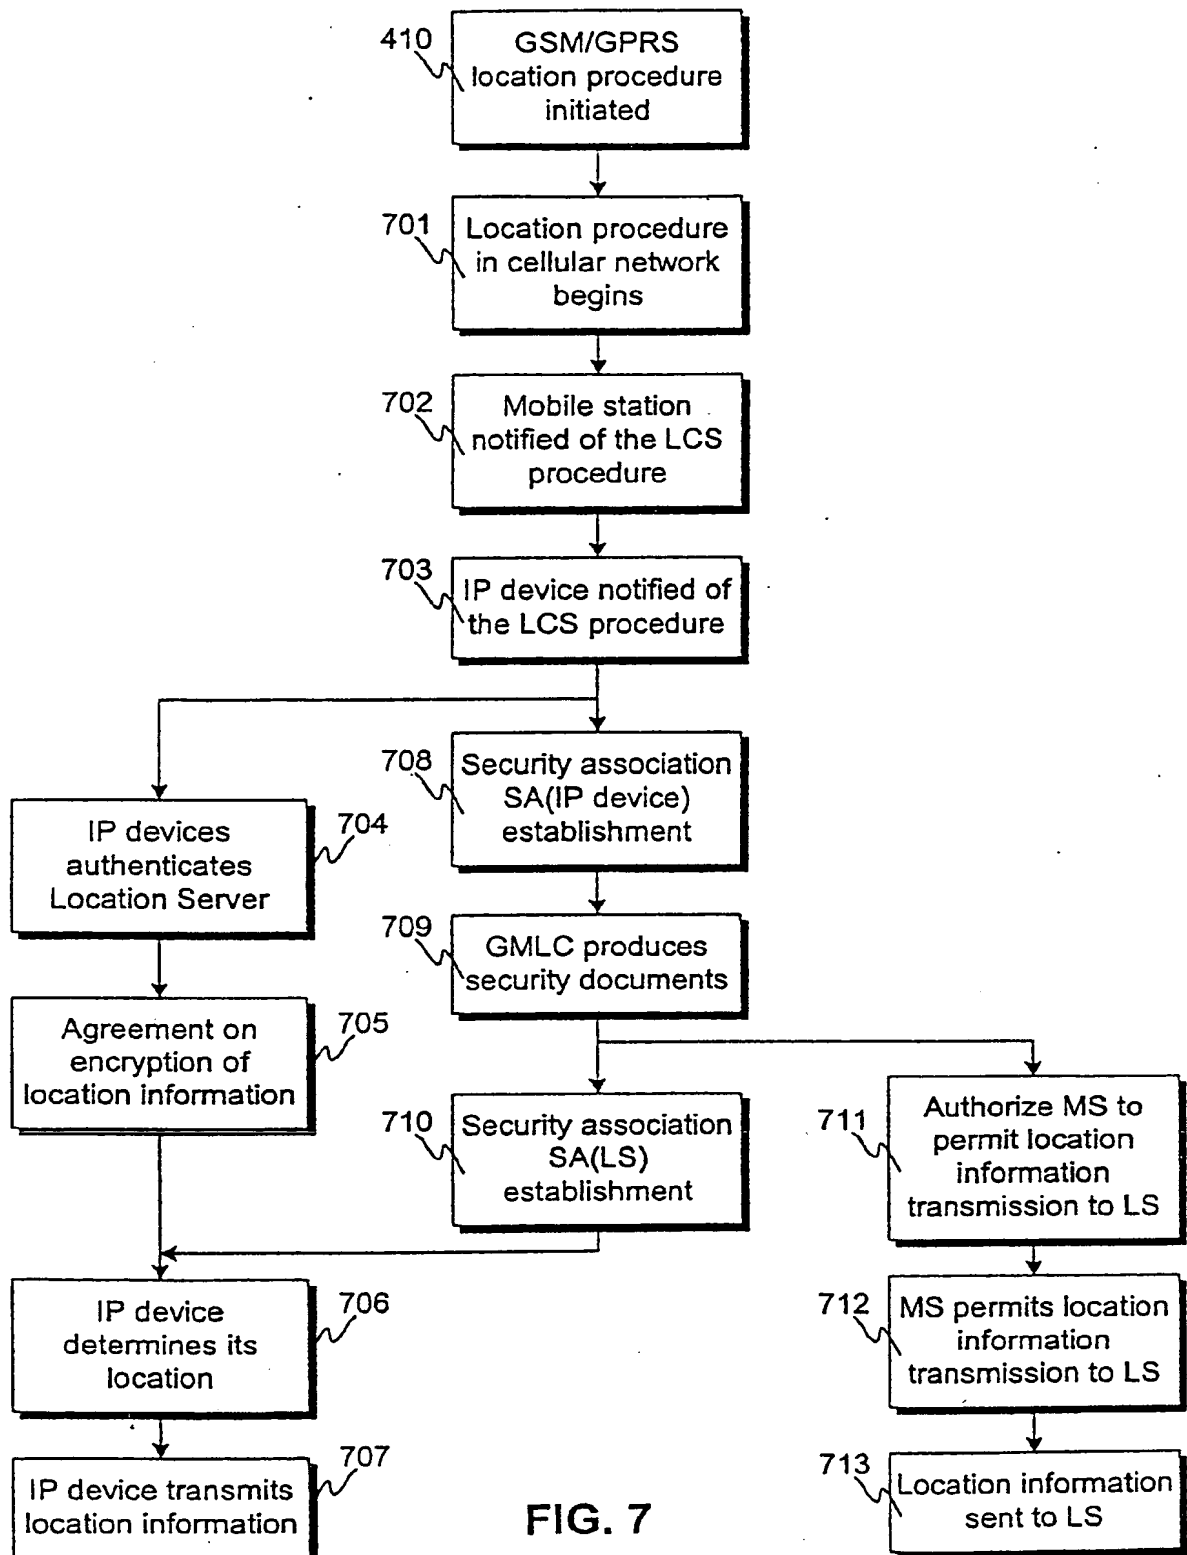 410
GSM/GPRS
location procedure
initiated
701
Location procedure
in cellular network
begins
702
Mobile station
notified of the LCS
procedure
703
IP device notified of
the LCS procedure
708
Security association
SA(IP device)
establishment
704
IP devices
authenticates
Location Server
709
GMLC produces
security documents
705
Agreement on
encryption of
location information
710
Security association
SA(LS)
establishment
711
Authorize MS to
permit location
information
transmission to LS
706
IP device
determines its
location
712
MS permits location
information
transmission to LS
707
IP device transmits
location information
713
Location information
sent to LS
FIG. 7